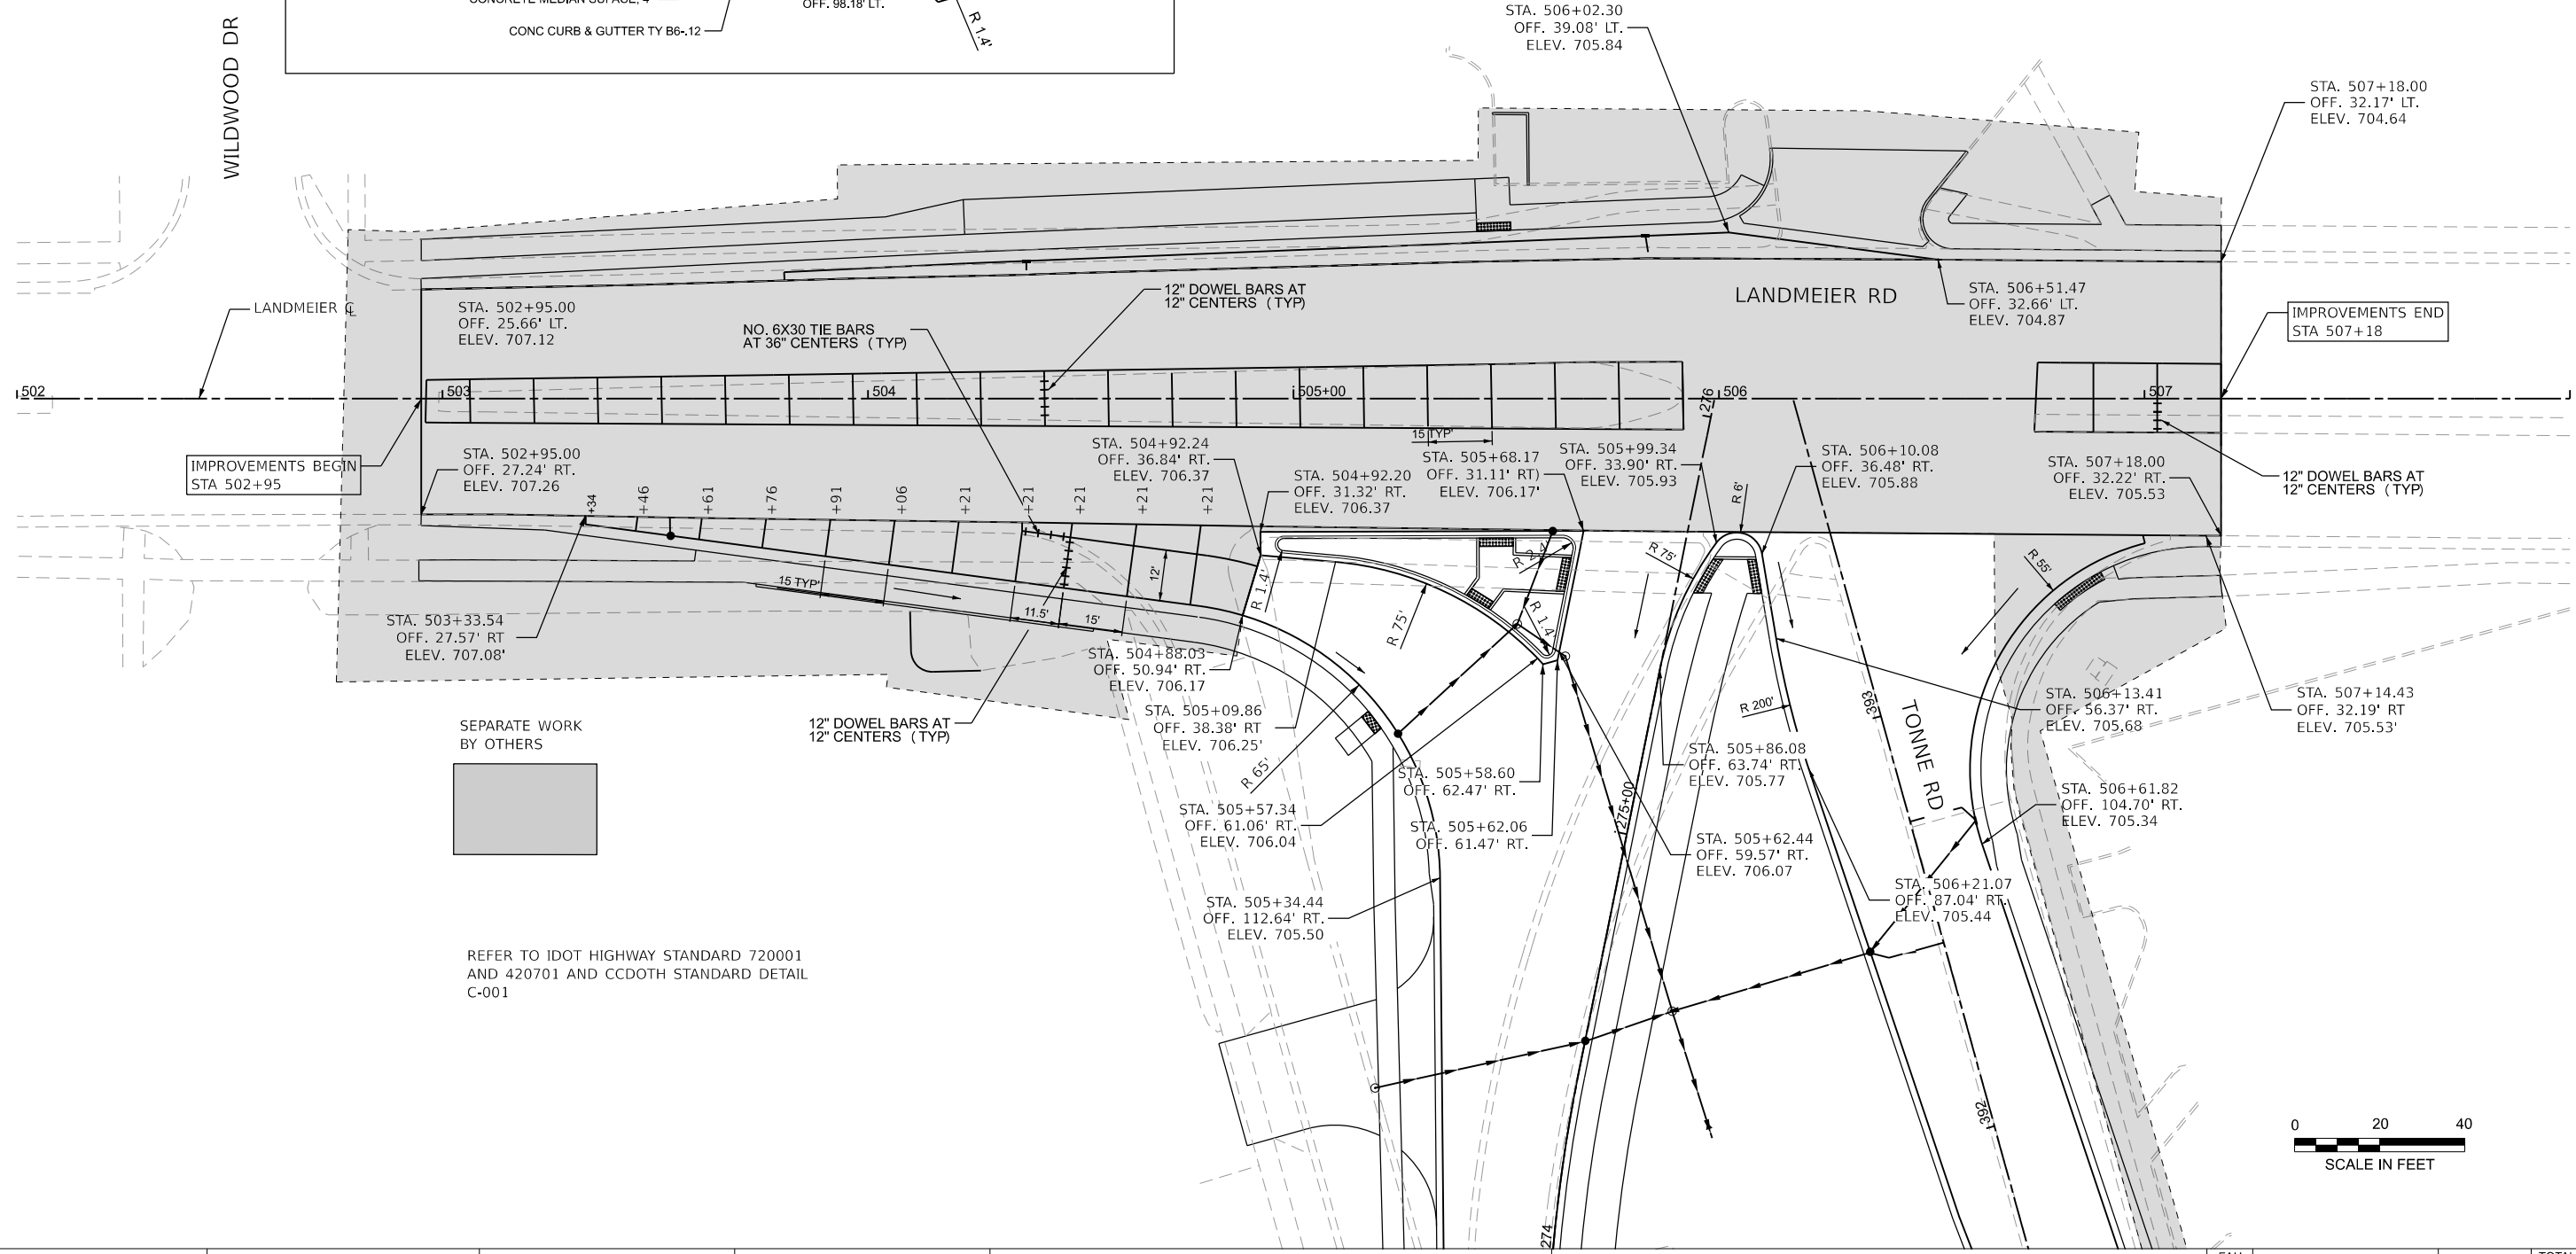 CONC CURB & GUTTER TY B6-.12
OFF. 98.18' LT.
R 1.4'
WILDWOOD DR
STA. 506+02.30
OFF. 39.08' LT.
ELEV. 705.84
STA. 507+18.00
OFF. 32.17' LT.
ELEV. 704.64
LANDMEIER ℄
STA. 502+95.00
OFF. 25.66' LT.
ELEV. 707.12
NO. 6X30 TIE BARS
AT 36" CENTERS (TYP)
12" DOWEL BARS AT
12" CENTERS (TYP)
LANDMEIER RD
STA. 506+51.47
OFF. 32.66' LT.
ELEV. 704.87
IMPROVEMENTS END
STA 507+18
502
503
504
505+00
506
507
276
IMPROVEMENTS BEGIN
STA 502+95
STA. 502+95.00
OFF. 27.24' RT.
ELEV. 707.26
+34
+46
+61
+76
+91
+06
+21
+21
+21
+21
+21
STA. 504+92.24
OFF. 36.84' RT.
ELEV. 706.37
STA. 504+92.20
OFF. 31.32' RT.
ELEV. 706.37
15 TYP'
STA. 505+68.17
OFF. 31.11' RT)
ELEV. 706.17'
STA. 505+99.34
OFF. 33.90' RT.
ELEV. 705.93
R 6'
STA. 506+10.08
OFF. 36.48' RT.
ELEV. 705.88
STA. 507+18.00
OFF. 32.22' RT.
ELEV. 705.53
12" DOWEL BARS AT
12" CENTERS (TYP)
STA. 503+33.54
OFF. 27.57' RT
ELEV. 707.08'
15 TYP'
11.5'
15'
12'
R 1.4'
R 75'
R 1.4'
R 75'
R 55'
STA. 504+88.03
OFF. 50.94' RT.
ELEV. 706.17
12" DOWEL BARS AT
12" CENTERS (TYP)
SEPARATE WORK
BY OTHERS
STA. 505+09.86
OFF. 38.38' RT
ELEV. 706.25'
R 65'
STA. 505+57.34
OFF. 61.06' RT.
ELEV. 706.04
STA. 505+58.60
OFF. 62.47' RT.
STA. 505+62.06
OFF. 61.47' RT.
275+00
STA. 505+86.08
OFF. 63.74' RT.
ELEV. 705.77
R 200'
1393
TONNE RD
STA. 506+13.41
OFF. 56.37' RT.
ELEV. 705.68
STA. 507+14.43
OFF. 32.19' RT
ELEV. 705.53'
STA. 506+61.82
OFF. 104.70' RT.
ELEV. 705.34
STA. 505+62.44
OFF. 59.57' RT.
ELEV. 706.07
STA. 506+21.07
OFF. 87.04' RT.
ELEV. 705.44
STA. 505+34.44
OFF. 112.64' RT.
ELEV. 705.50
REFER TO IDOT HIGHWAY STANDARD 720001
AND 420701 AND CCDOTH STANDARD DETAIL
C-001
1392
274
0 20 40
SCALE IN FEET